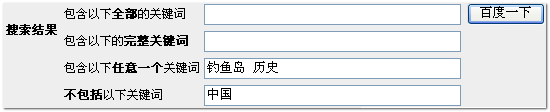 包含以下全部的关键词 百度一下
搜索结果
包含以下的完整关键词
包含以下任意一个关键词 钓鱼岛 历史
不包括以下关键词 中国